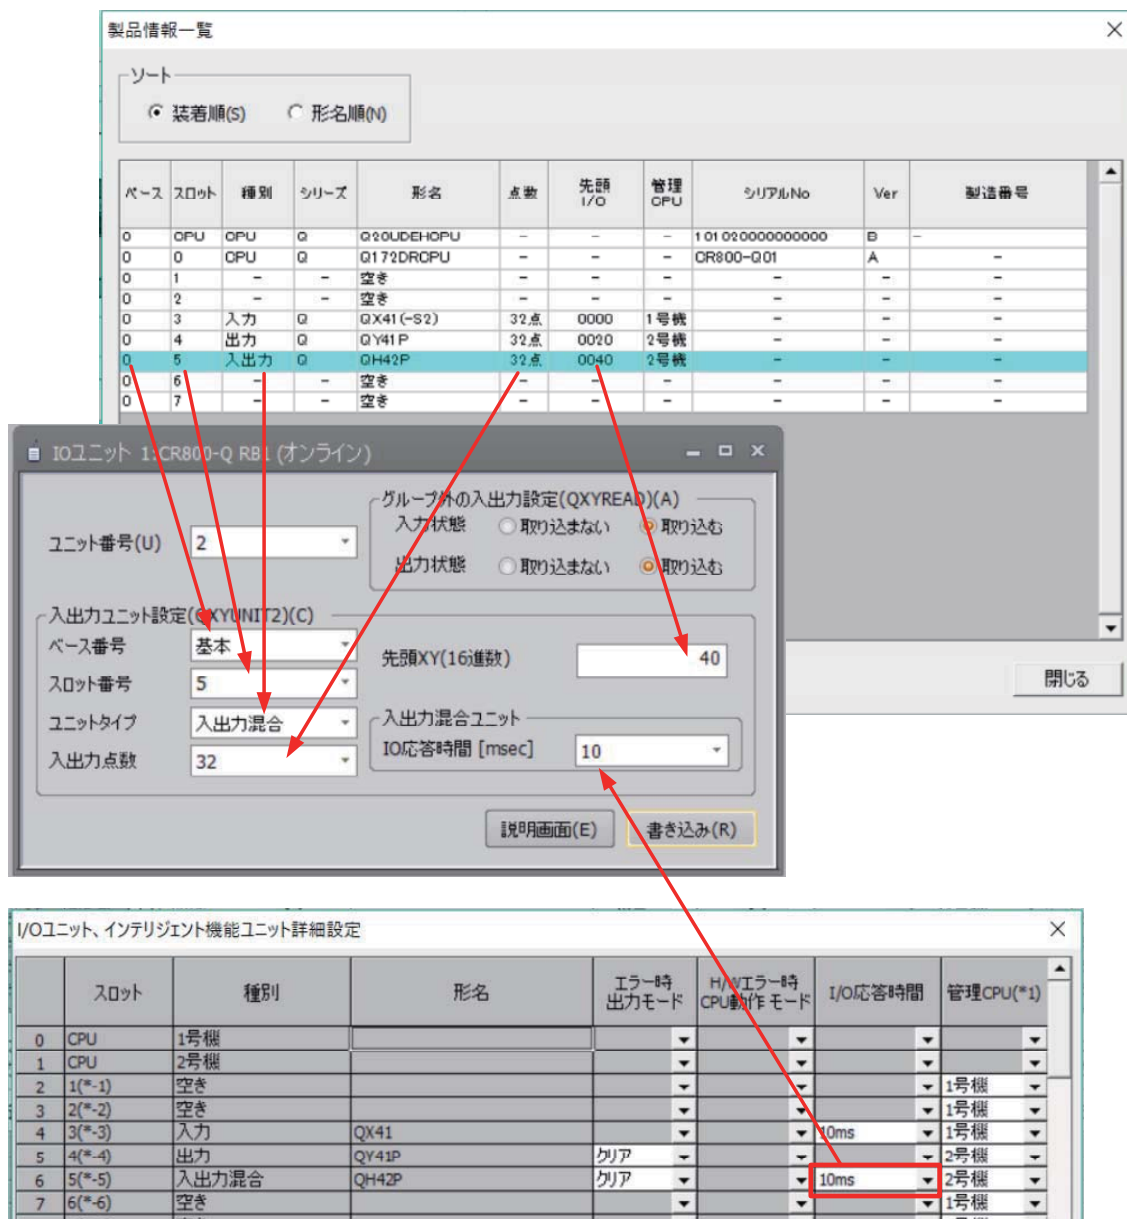 製品情報一覧
ソート
装着順(S) 形名順(N)
ベース スロット 種別 シリーズ 形名 点数 先頭I/O 管理CPU シリアルNo Ver 製造番号
0 CPU CPU Q Q20UDEHCPU - - - 101020000000000 B -
0 0 CPU Q Q172DRCPU - - - CR800-Q01 A -
0 1 - - 空き - - - - - -
0 2 - - 空き - - - - - -
0 3 入力 Q QX41(-S2) 32点 0000 1号機 - - -
0 4 出力 Q QY41P 32点 0020 2号機 - - -
0 5 入出力 Q QH42P 32点 0040 2号機 - - -
0 6 - - 空き - - - - - -
0 7 - - 空き - - - - - -
閉じる
IOユニット 1:CR800-Q RB1 (オンライン)
ユニット番号(U) 2
グループ外の入出力設定(QXYREAD)(A)
入力状態 取り込まない 取り込む
出力状態 取り込まない 取り込む
入出力ユニット設定(QXYUNIT2)(C)
ベース番号 基本
スロット番号 5
ユニットタイプ 入出力混合
入出力点数 32
先頭XY(16進数) 40
入出力混合ユニット
IO応答時間 [msec] 10
説明画面(E) 書き込み(R)
I/Oユニット、インテリジェント機能ユニット詳細設定
スロット 種別 形名 エラー時出力モード H/Wエラー時CPU動作モード I/O応答時間 管理CPU(*1)
0 CPU 1号機
1 CPU 2号機
2 1(*-1) 空き 1号機
3 2(*-2) 空き 1号機
4 3(*-3) 入力 QX41 10ms 1号機
5 4(*-4) 出力 QY41P クリア 2号機
6 5(*-5) 入出力混合 QH42P クリア 10ms 2号機
7 6(*-6) 空き 1号機